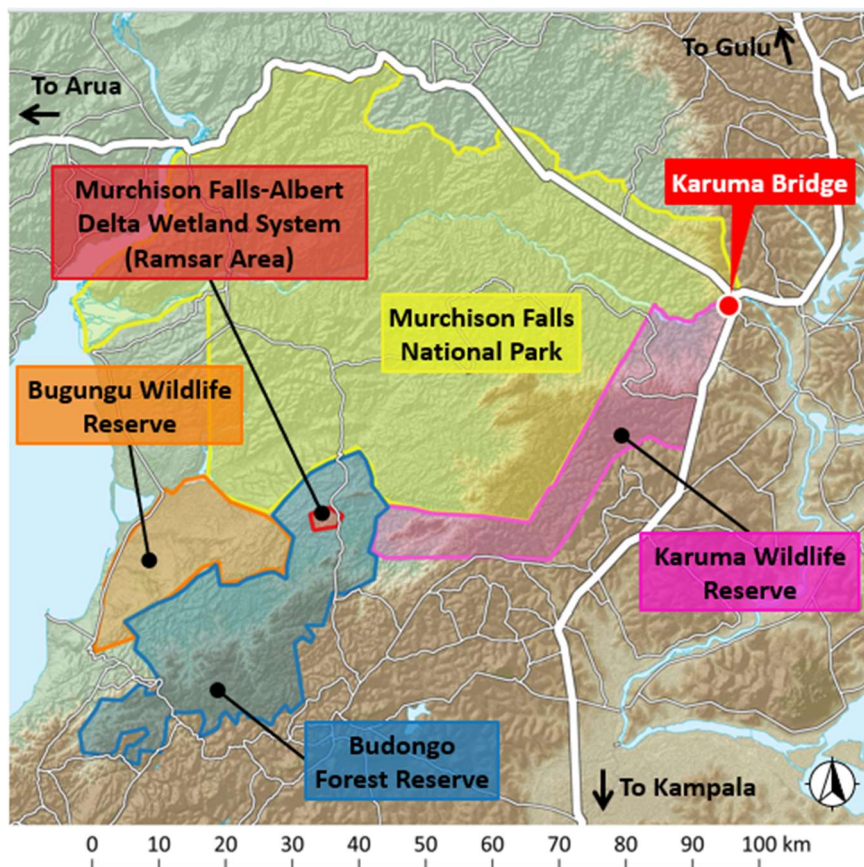 To Gulu
To Arua
Murchison Falls-Albert
Delta Wetland System
(Ramsar Area)
Karuma Bridge
Murchison Falls
National Park
Bugungu Wildlife
Reserve
Karuma Wildlife
Reserve
Budongo
Forest Reserve
To Kampala
0 10 20 30 40 50 60 70 80 90 100 km